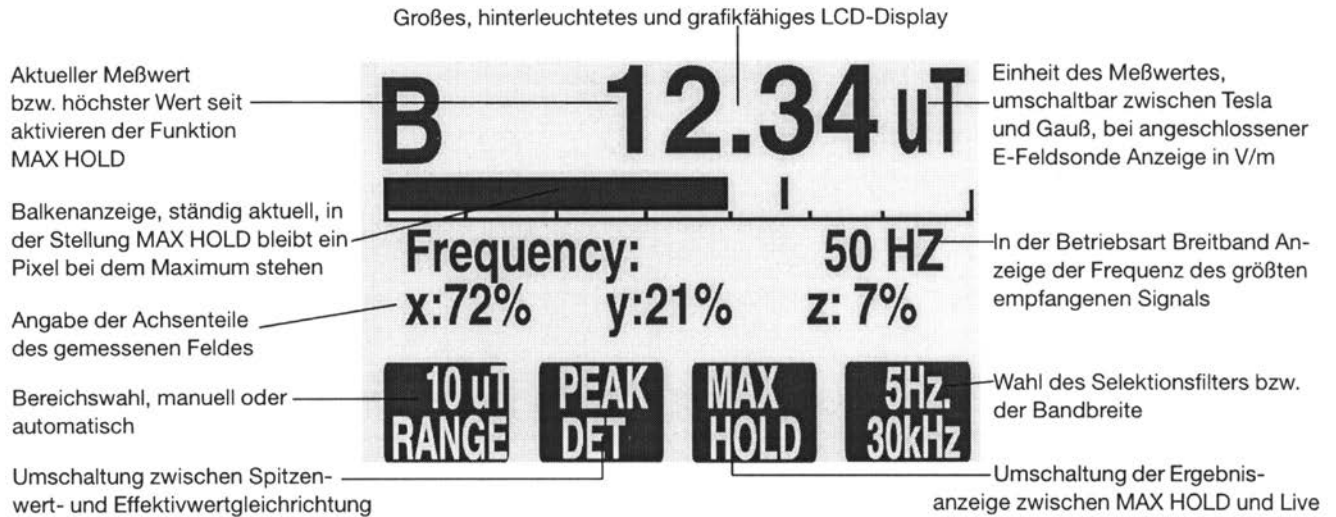 Großes, hinterleuchtetes und grafikfähiges LCD-Display
Aktueller Meßwert
bzw. höchster Wert seit
aktivieren der Funktion
MAX HOLD
Balkenanzeige, ständig aktuell, in
der Stellung MAX HOLD bleibt ein
Pixel bei dem Maximum stehen
Angabe der Achsenteile
des gemessenen Feldes
Bereichswahl, manuell oder
automatisch
Umschaltung zwischen Spitzen-
wert- und Effektivwertgleichrichtung
B 12.34 uT
Frequency: 50 HZ
x:72% y:21% z: 7%
10 uT
RANGE
PEAK
DET
MAX
HOLD
5Hz.
30kHz
Einheit des Meßwertes,
umschaltbar zwischen Tesla
und Gauß, bei angeschlossener
E-Feldsonde Anzeige in V/m
In der Betriebsart Breitband An-
zeige der Frequenz des größten
empfangenen Signals
Wahl des Selektionsfilters bzw.
der Bandbreite
Umschaltung der Ergebnis-
anzeige zwischen MAX HOLD und Live